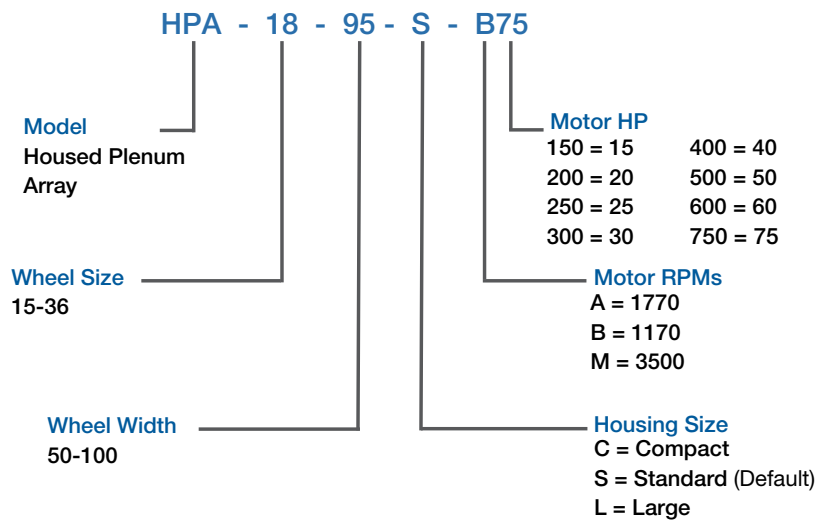 HPA - 18 - 95 - S - B75
Model
Housed Plenum
Array
Wheel Size
15-36
Wheel Width
50-100
Motor HP
150 = 15 400 = 40
200 = 20 500 = 50
250 = 25 600 = 60
300 = 30 750 = 75
Motor RPMs
A = 1770
B = 1170
M = 3500
Housing Size
C = Compact
S = Standard (Default)
L = Large